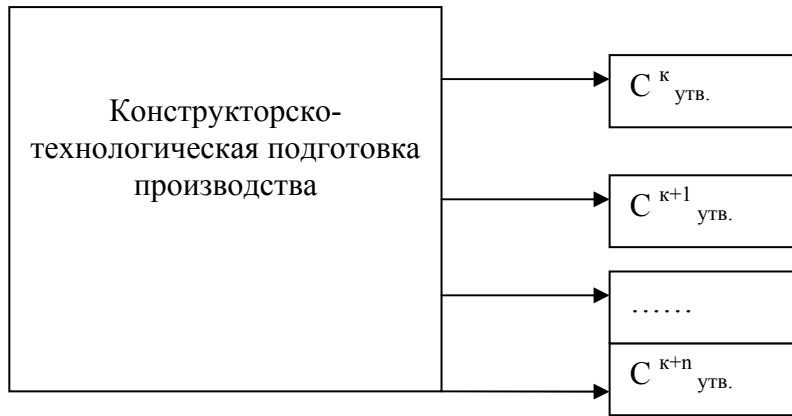 Конструкторско-
технологическая подготовка
производства
С к утв.
С к+1 утв.
……
С к+n утв.